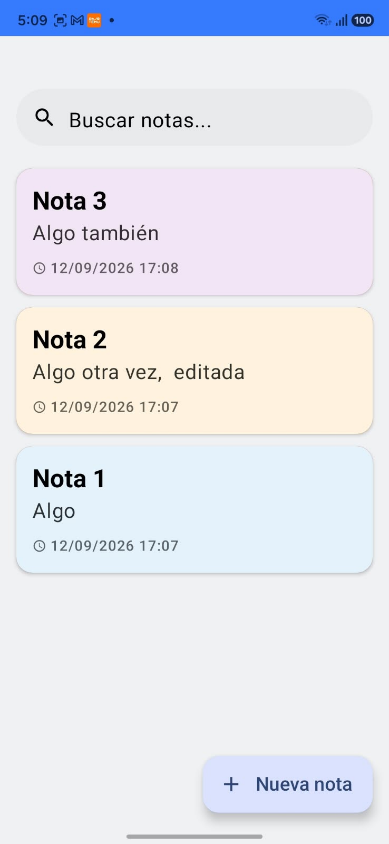 5:09
100
Buscar notas...
Nota 3
Algo también
12/09/2026 17:08
Nota 2
Algo otra vez,  editada
12/09/2026 17:07
Nota 1
Algo
12/09/2026 17:07
+ Nueva nota